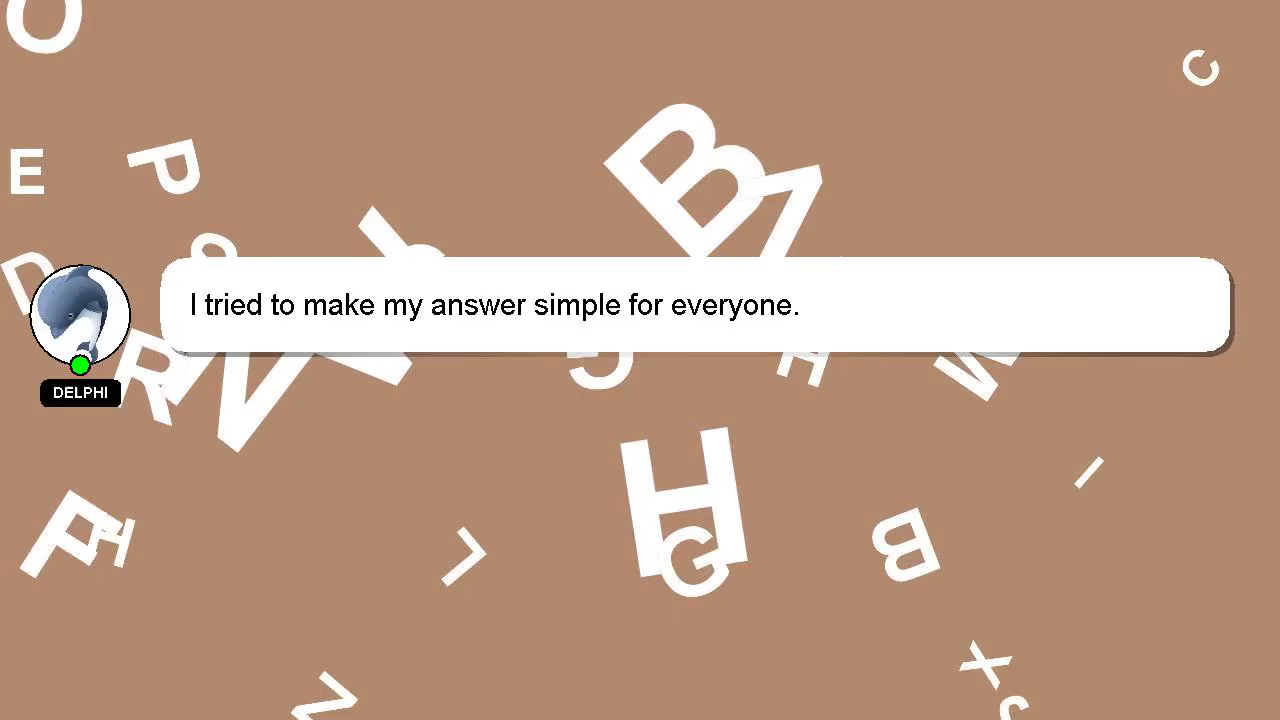 I tried to make my answer simple for everyone.
DELPHI
O
C
E
P
B
Z
S
D
R
N
G
H
M
H
I
F
H
L
G
B
X
N
J